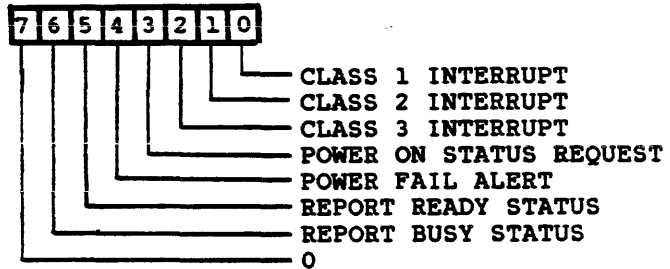 7 6 5 4 3 2 1 0
CLASS 1 INTERRUPT
CLASS 2 INTERRUPT
CLASS 3 INTERRUPT
POWER ON STATUS REQUEST
POWER FAIL ALERT
REPORT READY STATUS
REPORT BUSY STATUS
0